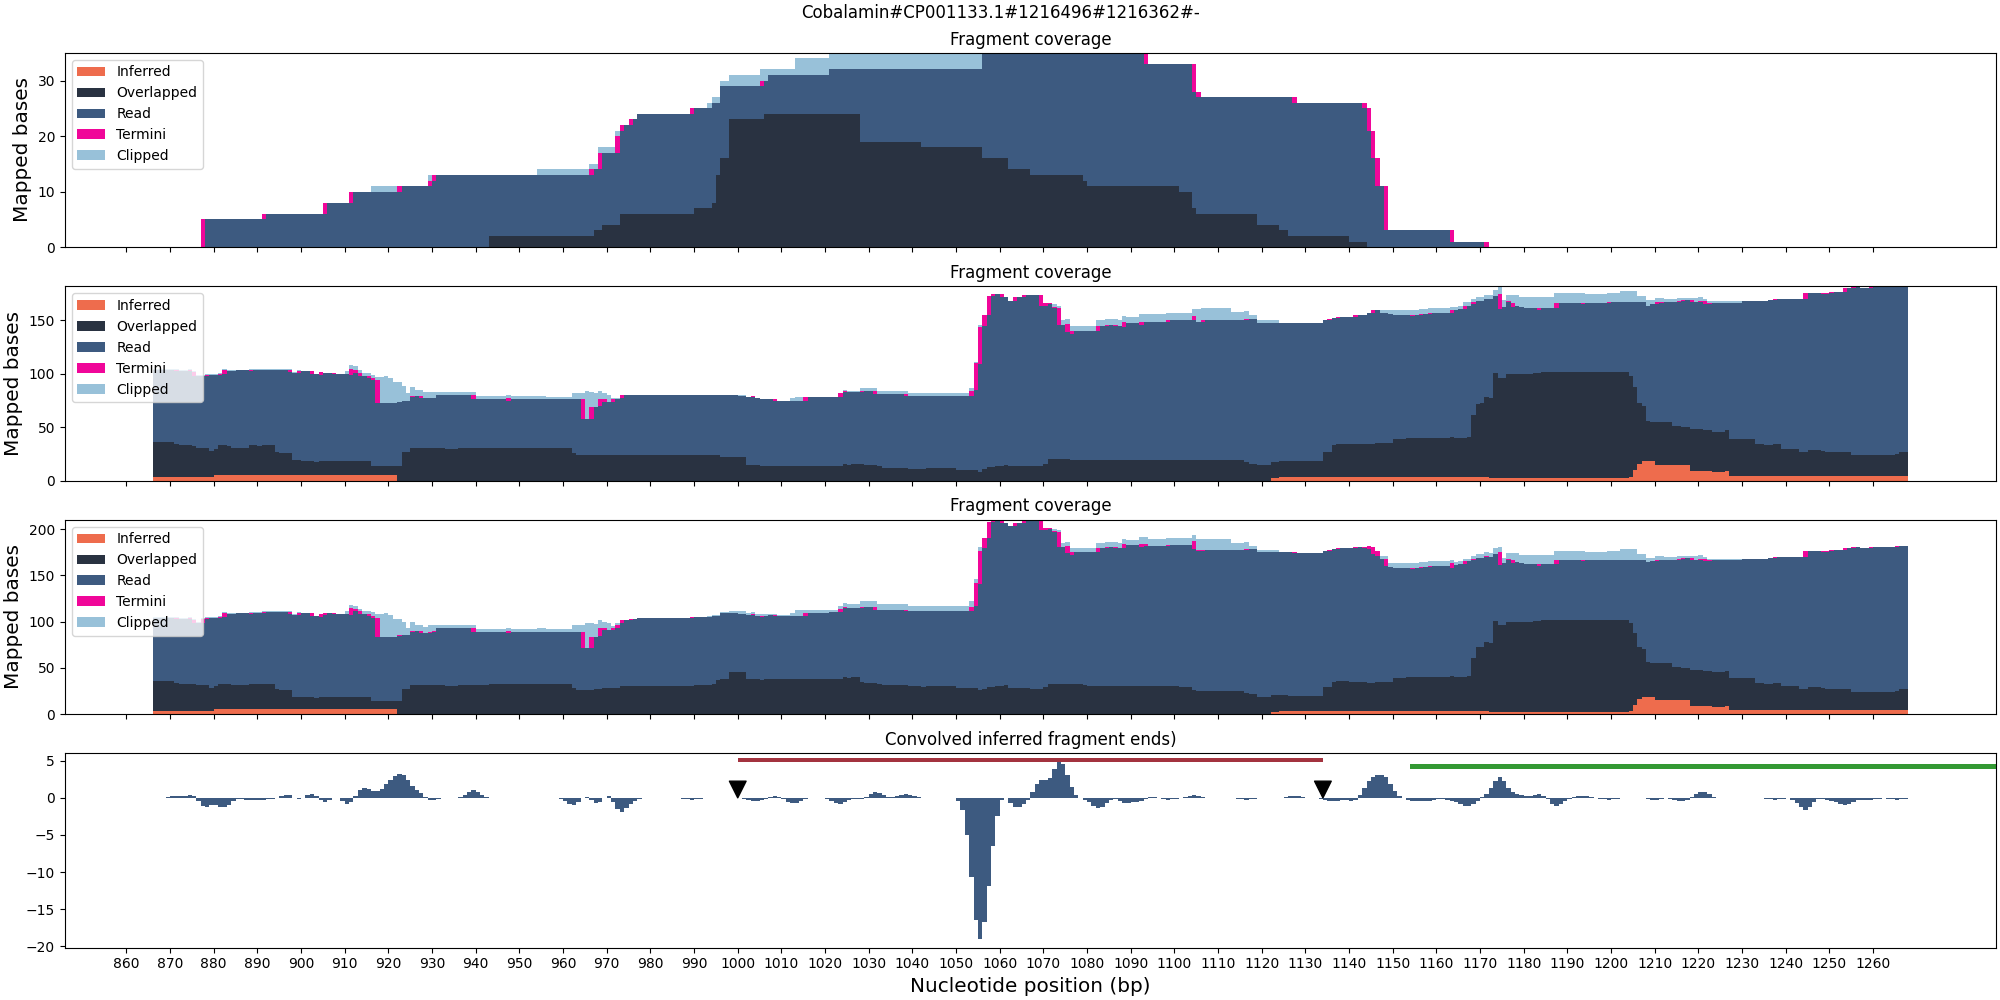 Cobalamin#CP001133.1#1216496#1216362#-
Fragment coverage
Mapped bases
30
20
10
0
Inferred
Overlapped
Read
Termini
Clipped
Fragment coverage
Mapped bases
150
100
50
0
Inferred
Overlapped
Read
Termini
Clipped
Fragment coverage
Mapped bases
200
150
100
50
0
Inferred
Overlapped
Read
Termini
Clipped
Convolved inferred fragment ends)
5
0
−5
−10
−15
−20
860 870 880 890 900 910 920 930 940 950 960 970 980 990 1000 1010 1020 1030 1040 1050 1060 1070 1080 1090 1100 1110 1120 1130 1140 1150 1160 1170 1180 1190 1200 1210 1220 1230 1240 1250 1260
Nucleotide position (bp)